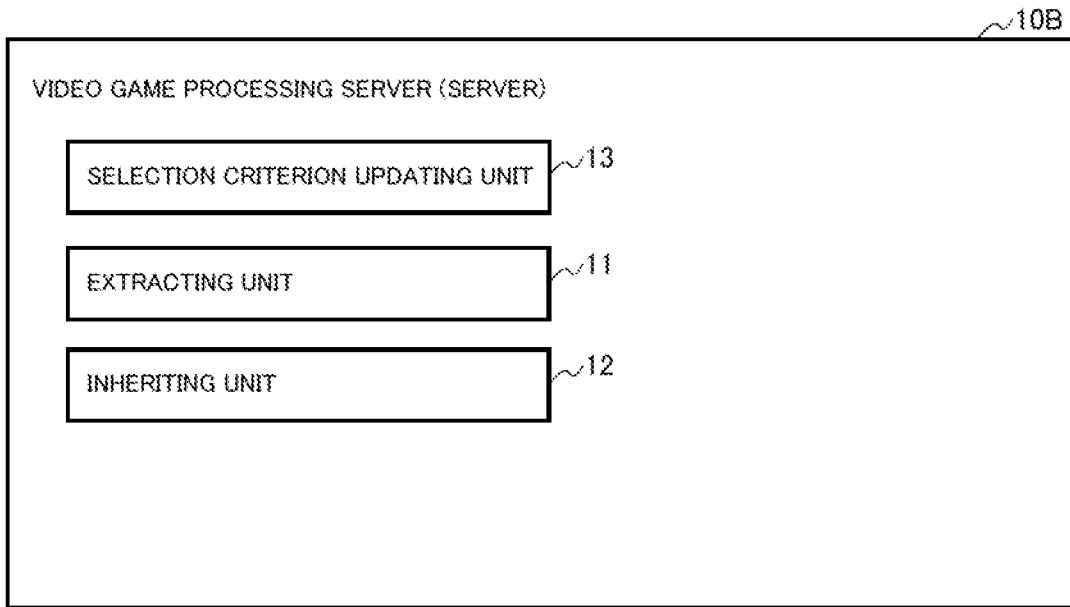 10B
VIDEO GAME PROCESSING SERVER (SERVER)
SELECTION CRITERION UPDATING UNIT
13
EXTRACTING UNIT
11
INHERITING UNIT
12